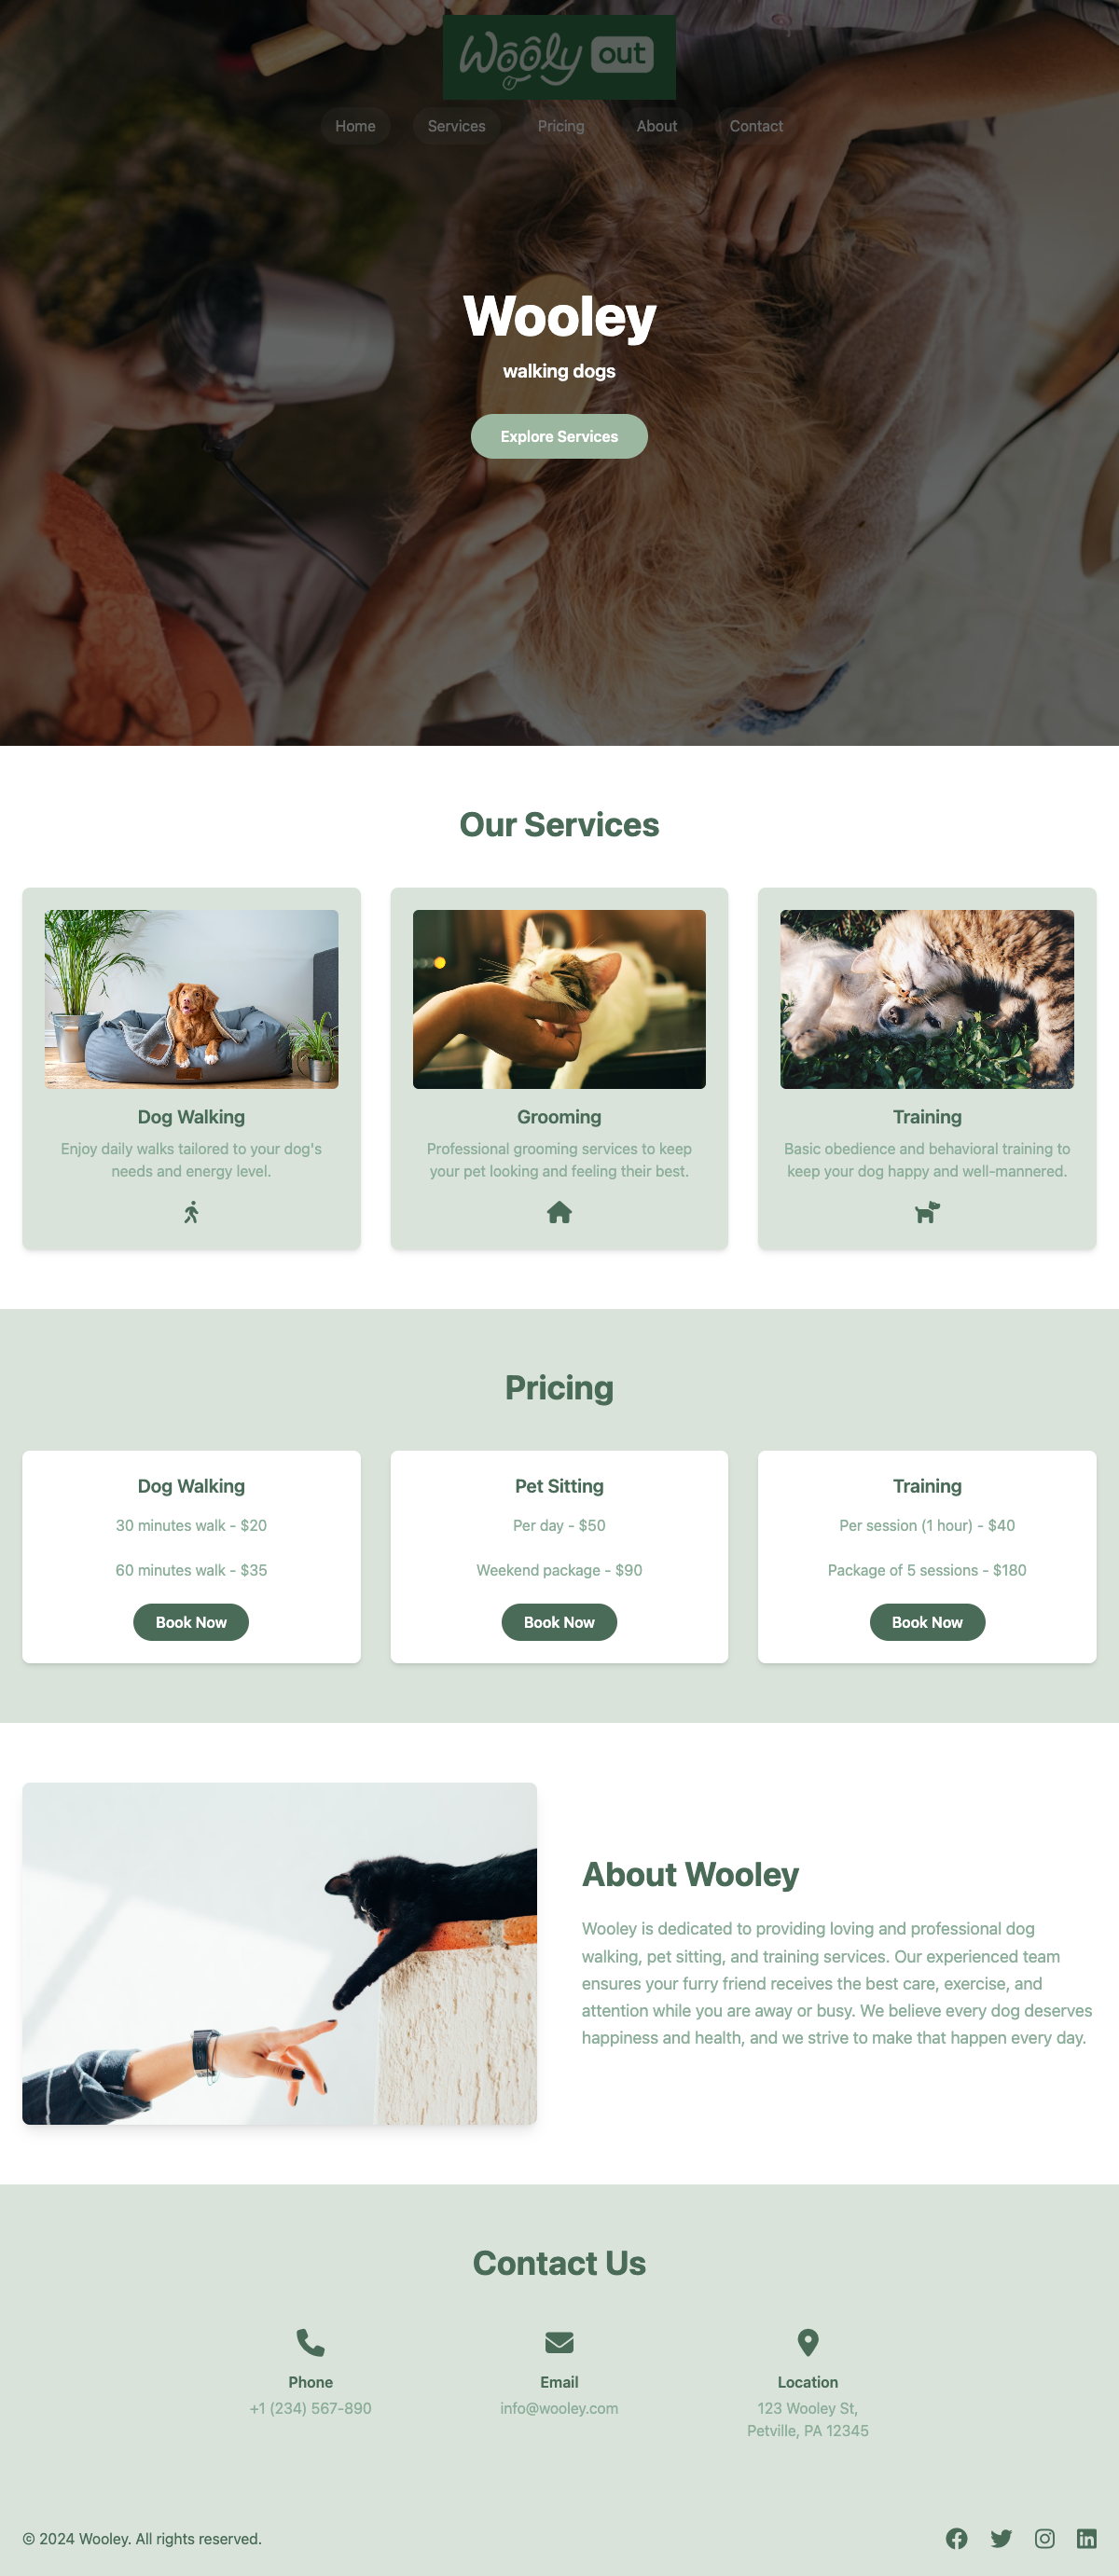 Wooly out
Home Services Pricing About Contact
Wooley
walking dogs
Explore Services
Our Services
Dog Walking
Enjoy daily walks tailored to your dog's
needs and energy level.
Grooming
Professional grooming services to keep
your pet looking and feeling their best.
Training
Basic obedience and behavioral training to
keep your dog happy and well-mannered.
Pricing
Dog Walking
30 minutes walk - $20
60 minutes walk - $35
Book Now
Pet Sitting
Per day - $50
Weekend package - $90
Book Now
Training
Per session (1 hour) - $40
Package of 5 sessions - $180
Book Now
About Wooley
Wooley is dedicated to providing loving and professional dog
walking, pet sitting, and training services. Our experienced team
ensures your furry friend receives the best care, exercise, and
attention while you are away or busy. We believe every dog deserves
happiness and health, and we strive to make that happen every day.
Contact Us
Phone
+1 (234) 567-890
Email
info@wooley.com
Location
123 Wooley St,
Petville, PA 12345
© 2024 Wooley. All rights reserved.